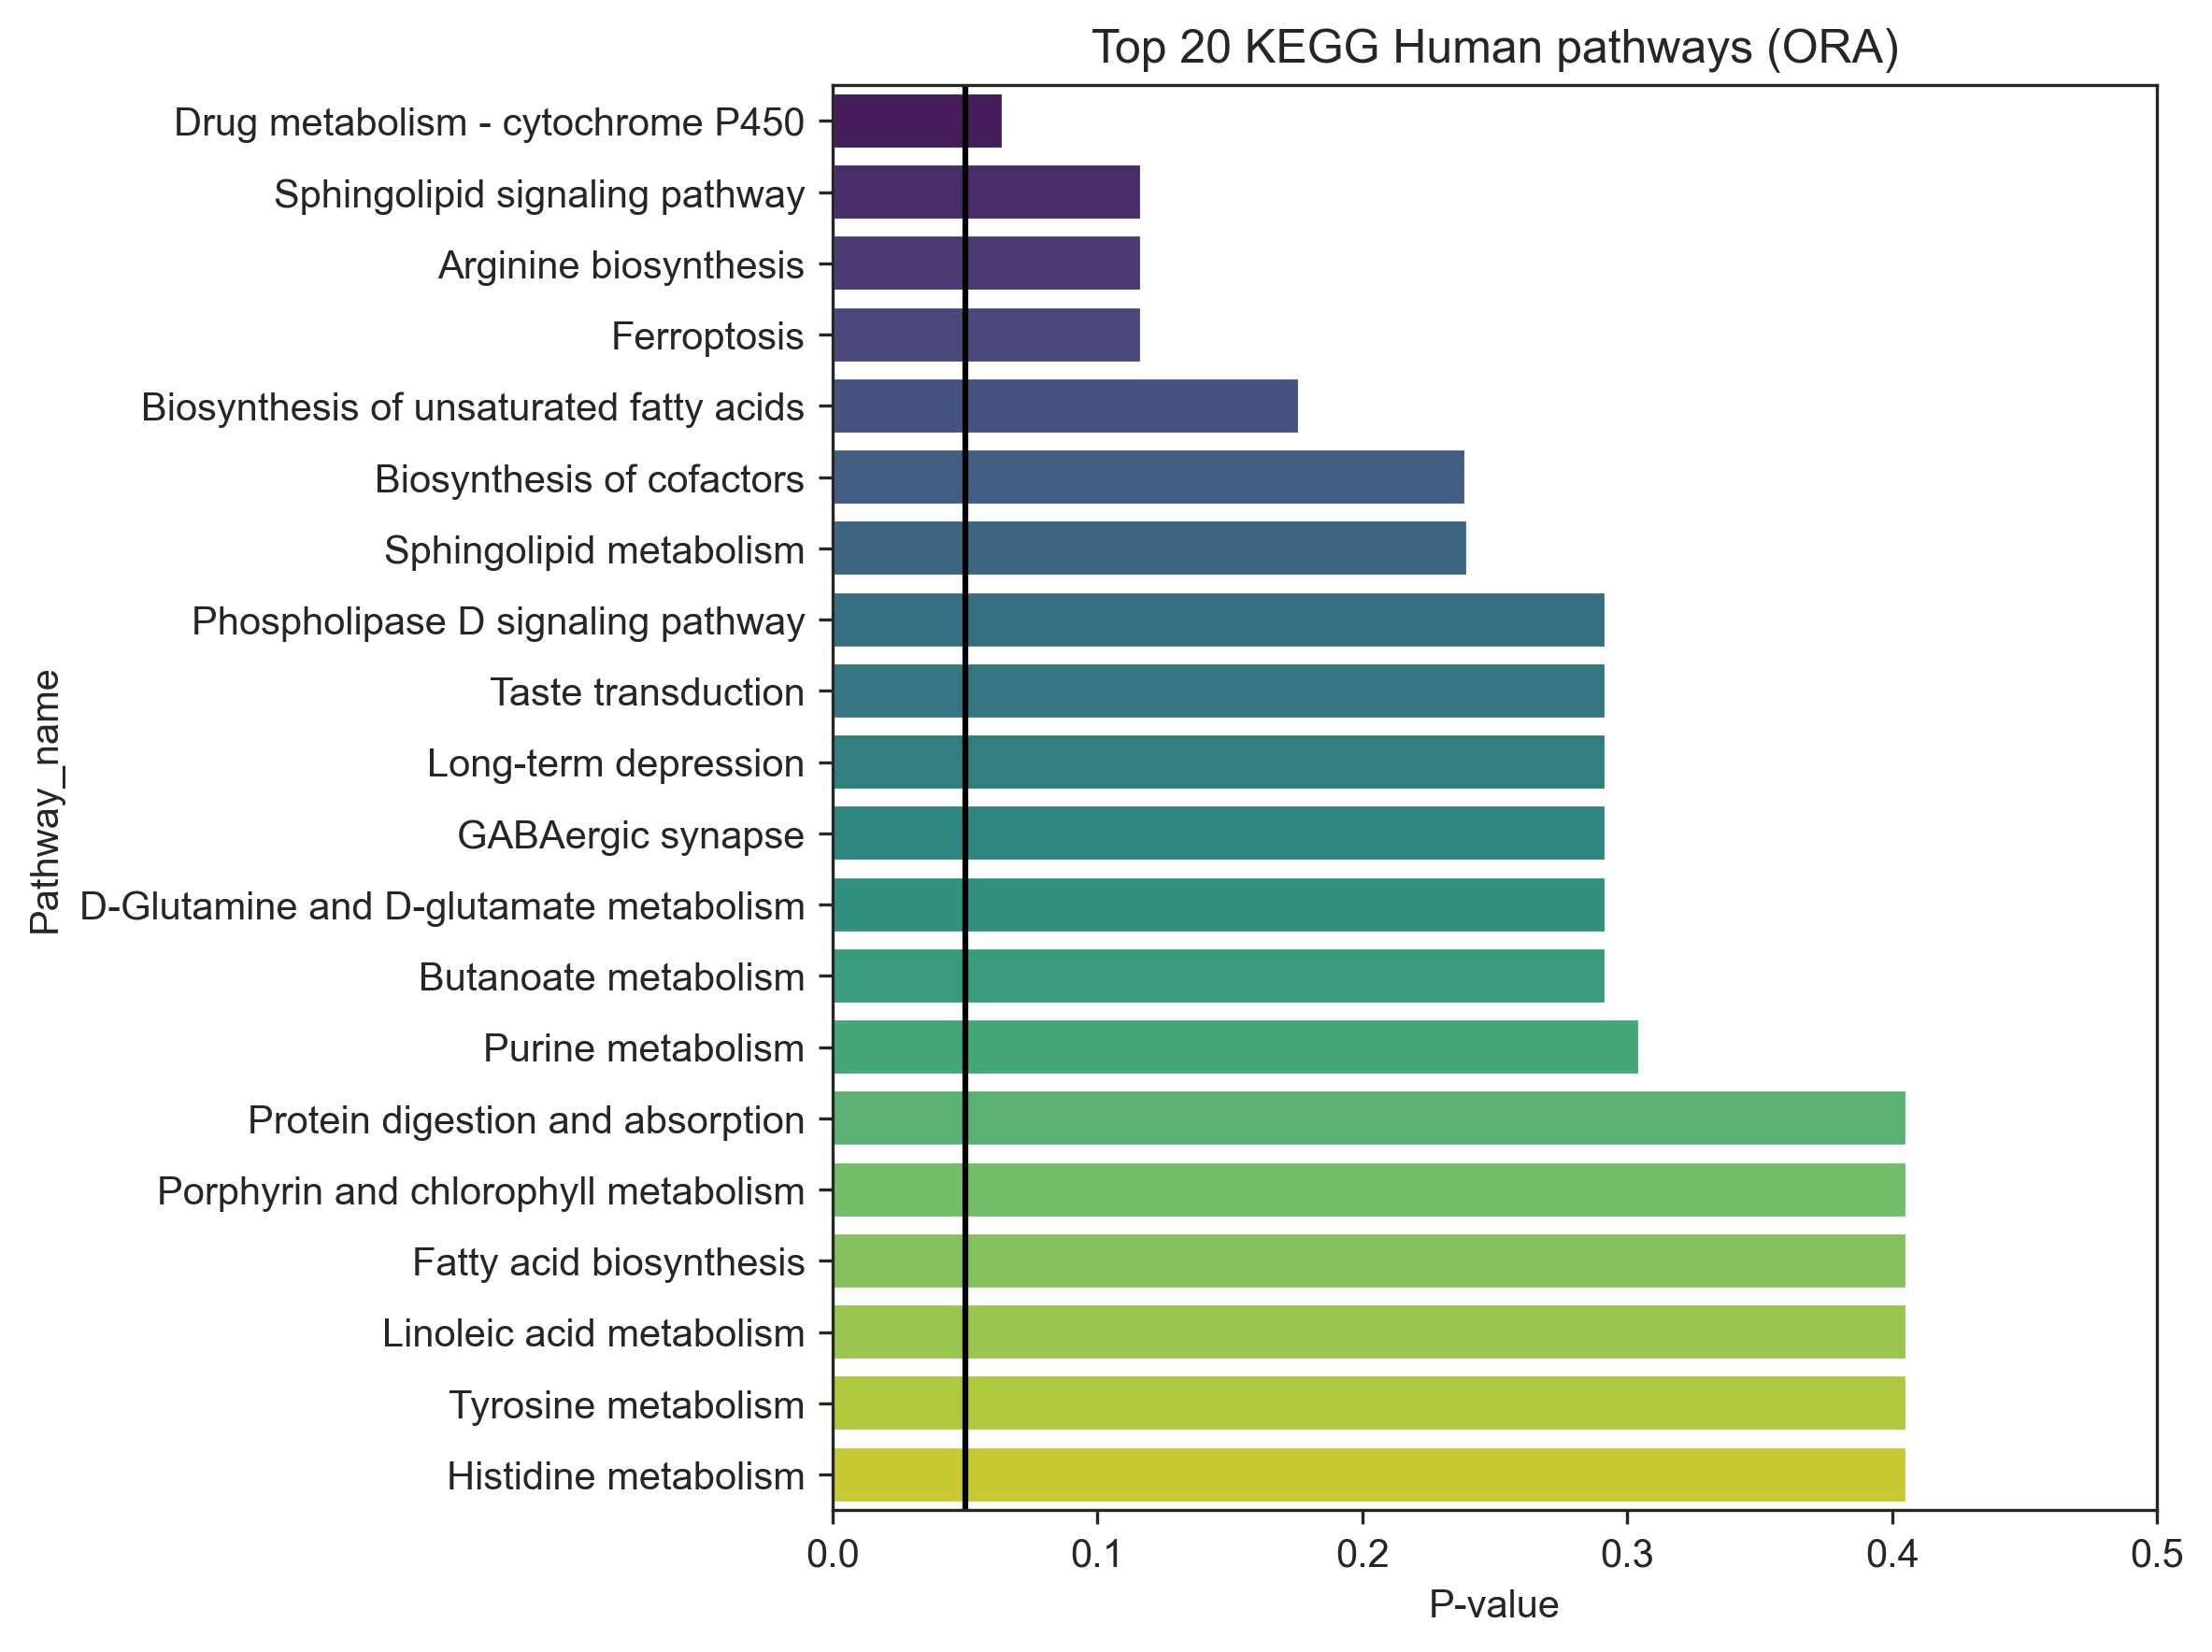 Top 20 KEGG Human pathways (ORA)
Pathway_name
Drug metabolism - cytochrome P450
Sphingolipid signaling pathway
Arginine biosynthesis
Ferroptosis
Biosynthesis of unsaturated fatty acids
Biosynthesis of cofactors
Sphingolipid metabolism
Phospholipase D signaling pathway
Taste transduction
Long-term depression
GABAergic synapse
D-Glutamine and D-glutamate metabolism
Butanoate metabolism
Purine metabolism
Protein digestion and absorption
Porphyrin and chlorophyll metabolism
Fatty acid biosynthesis
Linoleic acid metabolism
Tyrosine metabolism
Histidine metabolism
0.0 0.1 0.2 0.3 0.4 0.5
P-value